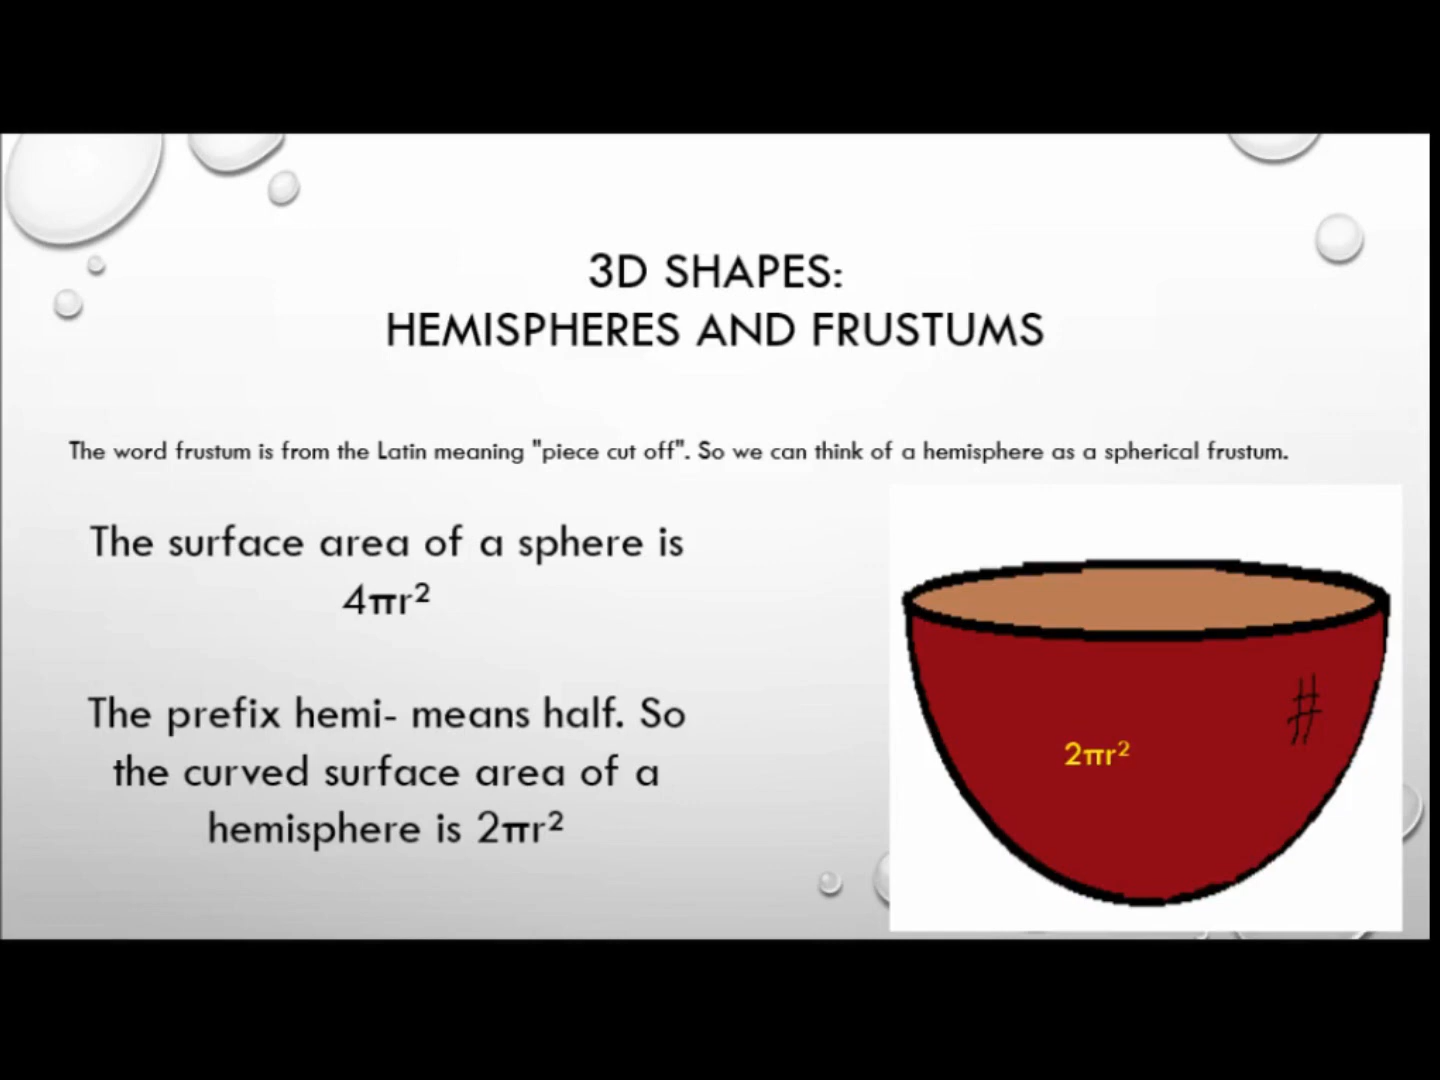 3D SHAPES:
HEMISPHERES AND FRUSTUMS
The word frustum is from the Latin meaning "piece cut off". So we can think of a hemisphere as a spherical frustum.
The surface area of a sphere is
4πr²
The prefix hemi- means half. So
the curved surface area of a
hemisphere is 2πr²
2πr²
#